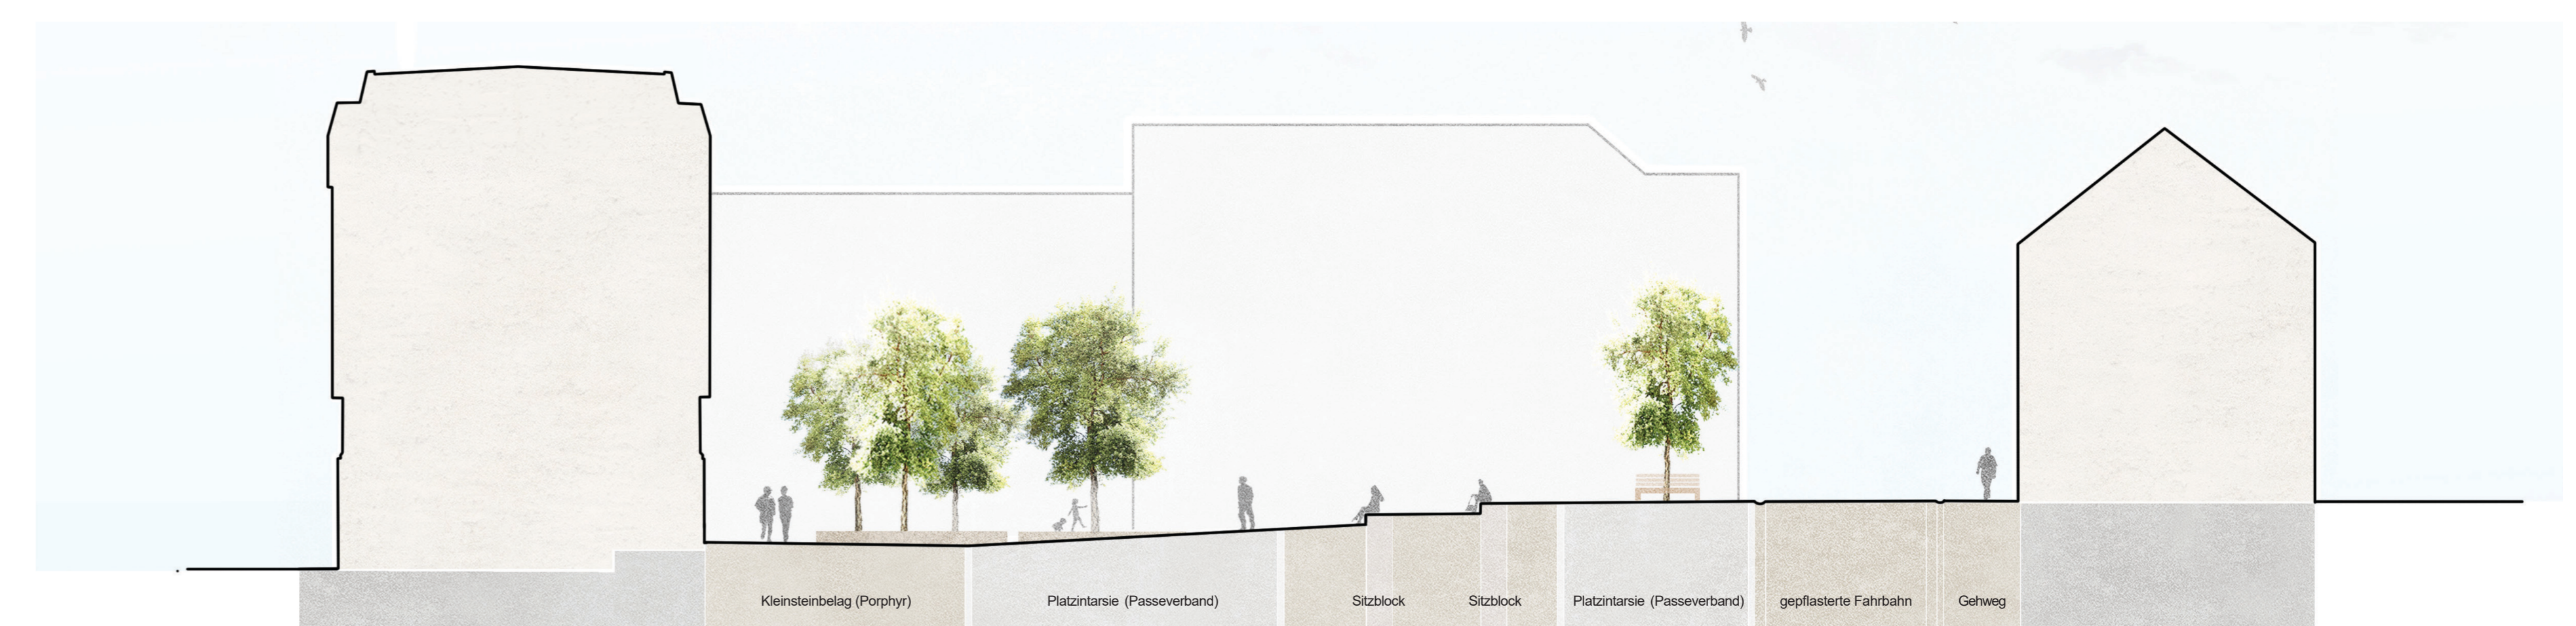 Kleinsteinbelag (Porphyr)
Platzintarsie (Passeverband)
Sitzblock
Sitzblock
Platzintarsie (Passeverband)
gepflasterte Fahrbahn
Gehweg